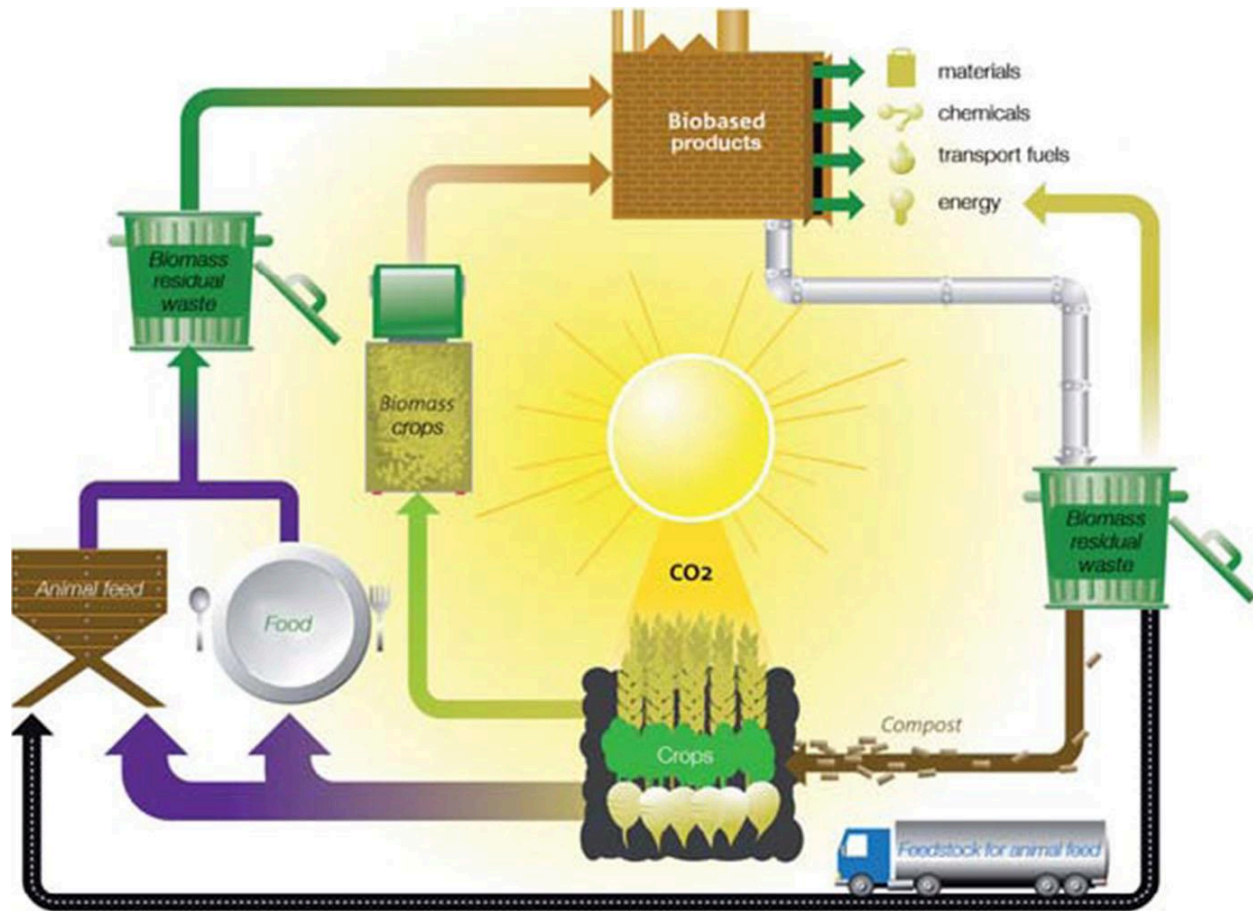 materials
chemicals
transport fuels
energy
Biobased
products
Biomass
residual
waste
Biomass
crops
CO2
Biomass
residual
waste
Animal feed
Food
Crops
Compost
Feedstock for animal feed